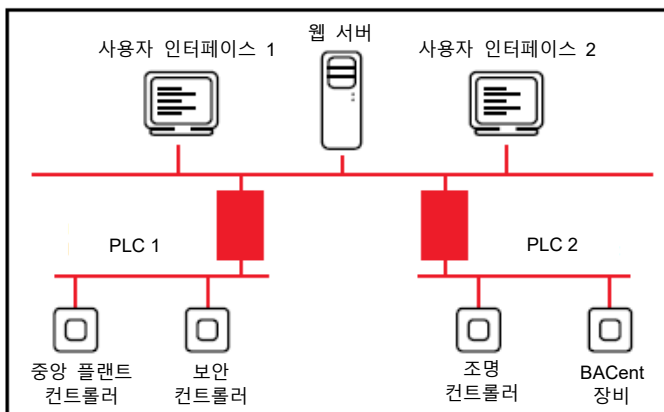 웹 서버
사용자 인터페이스 1
사용자 인터페이스 2
PLC 1
PLC 2
중앙 플랜트
컨트롤러
보안
컨트롤러
조명
컨트롤러
BACent
장비